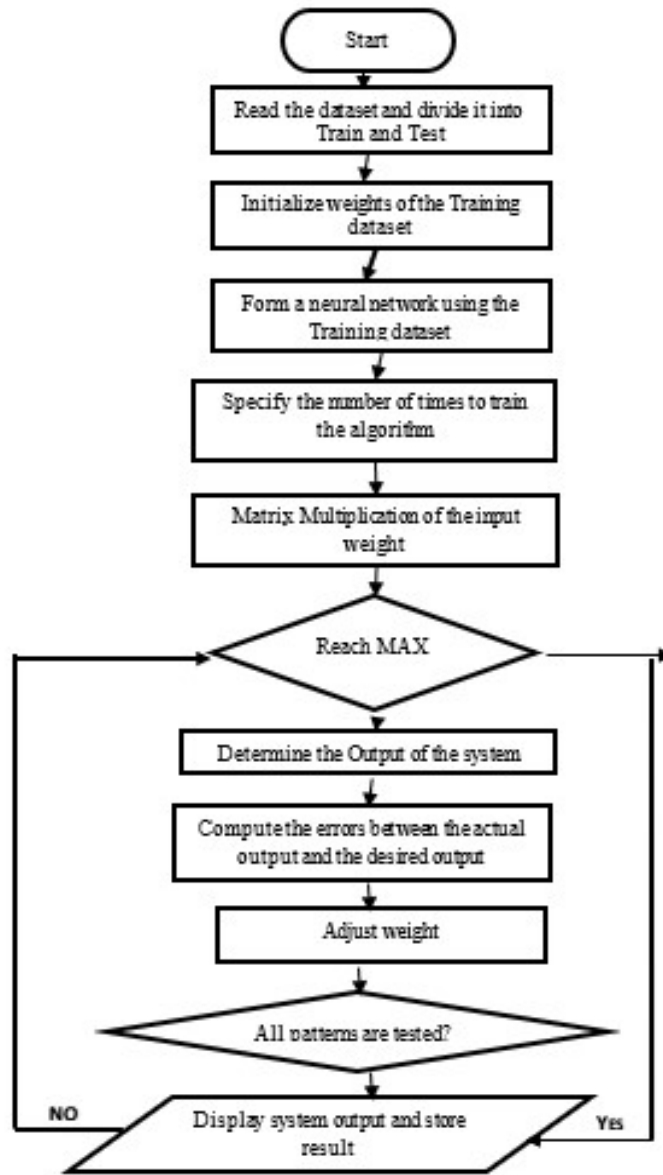 Start
Read the dataset and divide it into
Train and Test
Initialize weights of the Training
dataset
Form a neural network using the
Training dataset
Specify the number of times to train
the algorithm
Matrix Multiplication of the input
weight
Reach MAX
Determine the Output of the system
Compute the errors between the actual
output and the desired output
Adjust weight
All patterns are tested?
NO
Display system output and store
result
YES